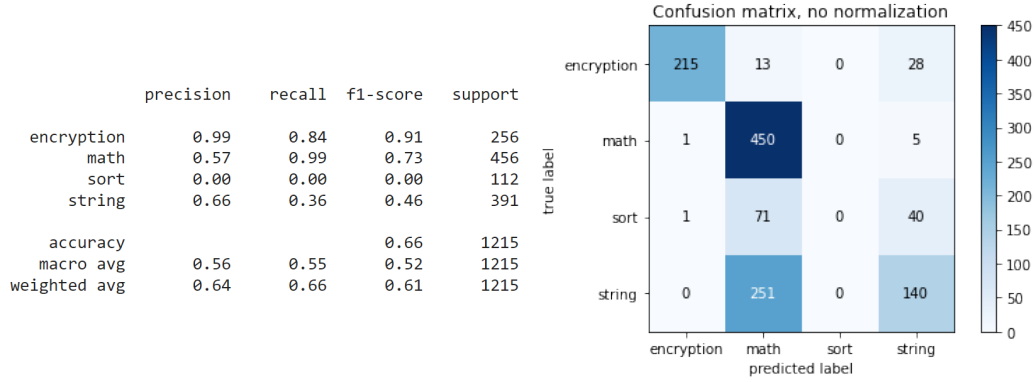 precision recall f1-score support
encryption 0.99 0.84 0.91 256
math 0.57 0.99 0.73 456
sort 0.00 0.00 0.00 112
string 0.66 0.36 0.46 391
accuracy 0.66 1215
macro avg 0.56 0.55 0.52 1215
weighted avg 0.64 0.66 0.61 1215
Confusion matrix, no normalization
true label
encryption 215 13 0 28
math 1 450 0 5
sort 1 71 0 40
string 0 251 0 140
encryption math sort string
predicted label
450
400
350
300
250
200
150
100
50
0